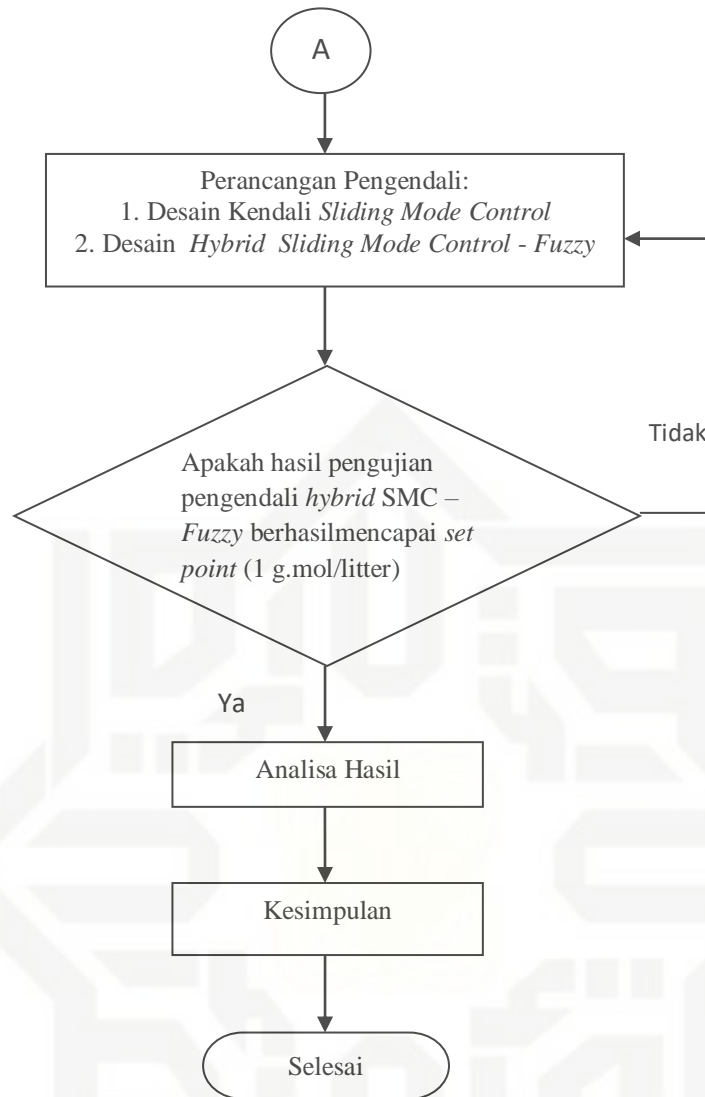 A
Perancangan Pengendali:
1. Desain Kendali Sliding Mode Control
2. Desain Hybrid Sliding Mode Control - Fuzzy
Tidak
Apakah hasil pengujian
pengendali hybrid SMC –
Fuzzy berhasilmencapai set
point (1 g.mol/litter)
Ya
Analisa Hasil
Kesimpulan
Selesai